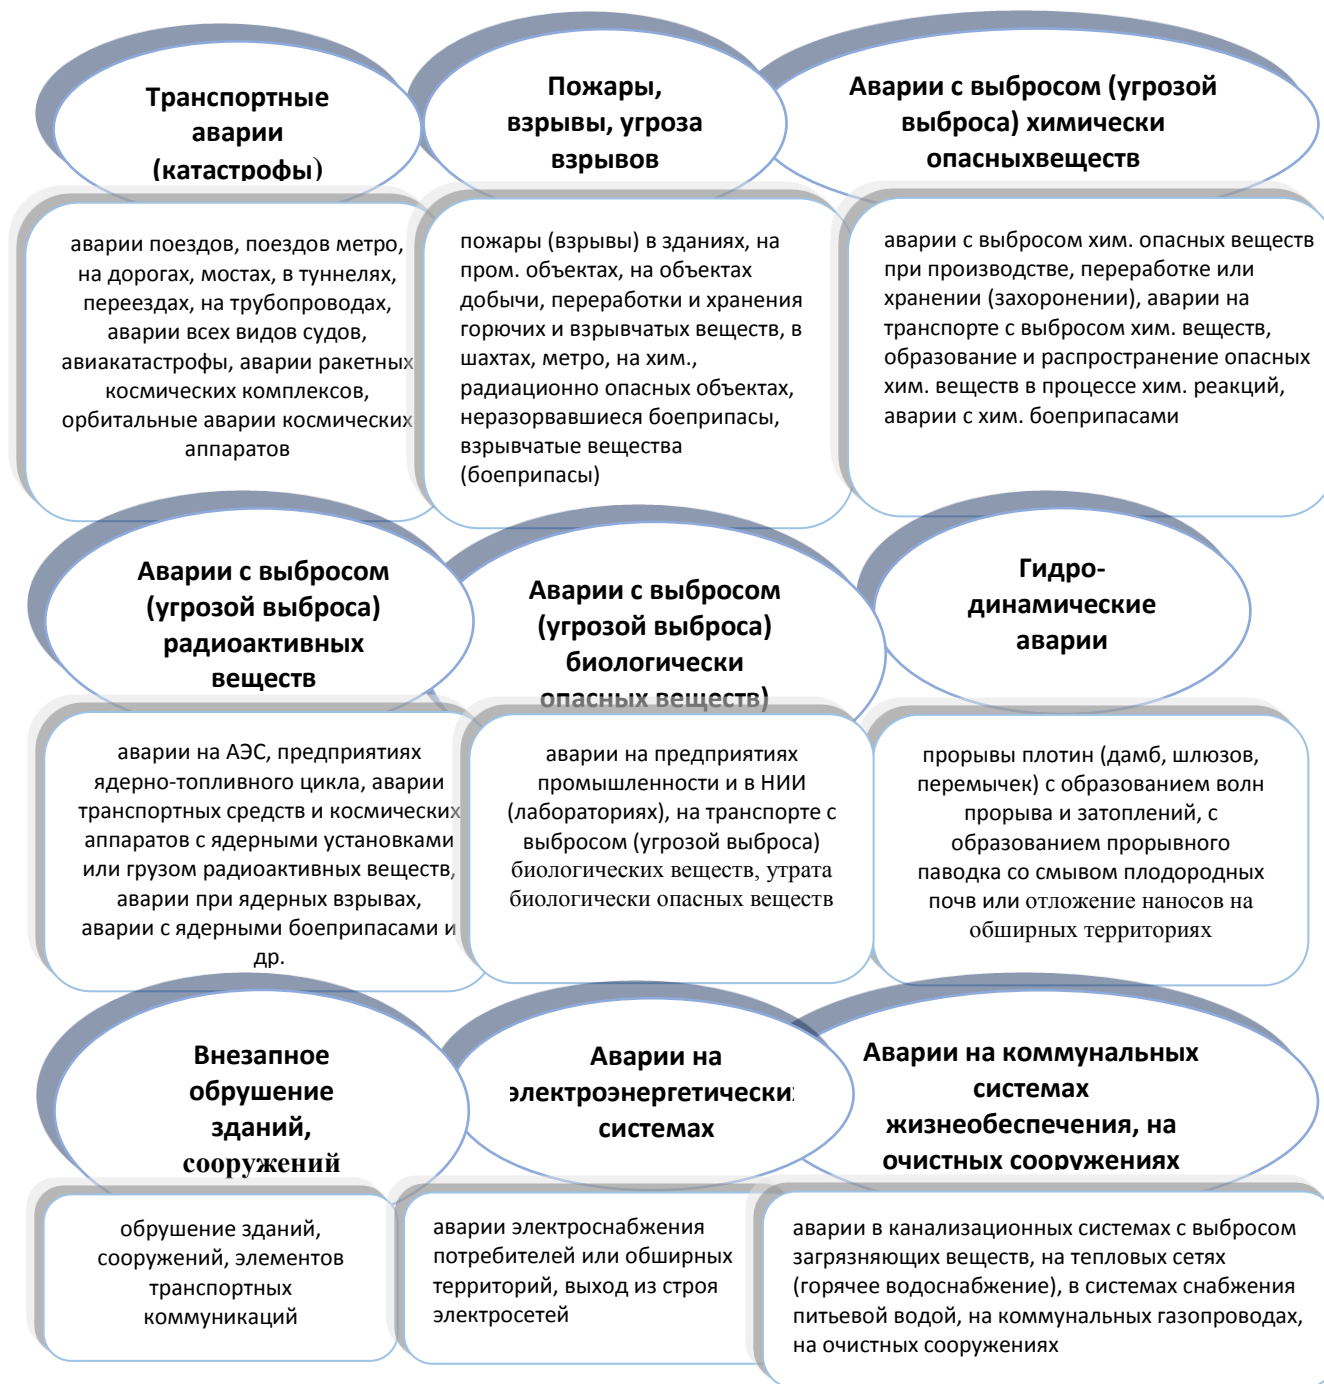 Транспортные
аварии
(катастрофы)
аварии поездов, поездов метро,
на дорогах, мостах, в туннелях,
переездах, на трубопроводах,
аварии всех видов судов,
авиакатастрофы, аварии ракетных
космических комплексов,
орбитальные аварии космических
аппаратов
Пожары,
взрывы, угроза
взрывов
пожары (взрывы) в зданиях, на
пром. объектах, на объектах
добычи, переработки и хранения
горючих и взрывчатых веществ, в
шахтах, метро, на хим.,
радиационно опасных объектах,
неразорвавшиеся боеприпасы,
взрывчатые вещества
(боеприпасы)
Аварии с выбросом (угрозой
выброса) химически
опасныхвеществ
аварии с выбросом хим. опасных веществ
при производстве, переработке или
хранении (захоронении), аварии на
транспорте с выбросом хим. веществ,
образование и распространение опасных
хим. веществ в процессе хим. реакций,
аварии с хим. боеприпасами
Аварии с выбросом
(угрозой выброса)
радиоактивных
веществ
аварии на АЭС, предприятиях
ядерно-топливного цикла, аварии
транспортных средств и космических
аппаратов с ядерными установками
или грузом радиоактивных веществ,
аварии при ядерных взрывах,
аварии с ядерными боеприпасами и
др.
Аварии с выбросом
(угрозой выброса)
биологически
опасных веществ)
аварии на предприятиях
промышленности и в НИИ
(лабораториях), на транспорте с
выбросом (угрозой выброса)
биологических веществ, утрата
биологически опасных веществ
Гидро-
динамические
аварии
прорывы плотин (дамб, шлюзов,
перемычек) с образованием волн
прорыва и затоплений, с
образованием прорывного
паводка со смывом плодородных
почв или отложение наносов на
обширных территориях
Внезапное
обрушение
зданий,
сооружений
обрушение зданий,
сооружений, элементов
транспортных
коммуникаций
Аварии на
электроэнергетически
системах
аварии электроснабжения
потребителей или обширных
территорий, выход из строя
электросетей
Аварии на коммунальных
системах
жизнеобеспечения, на
очистных сооружениях
аварии в канализационных системах с выбросом
загрязняющих веществ, на тепловых сетях
(горячее водоснабжение), в системах снабжения
питьевой водой, на коммунальных газопроводах,
на очистных сооружениях